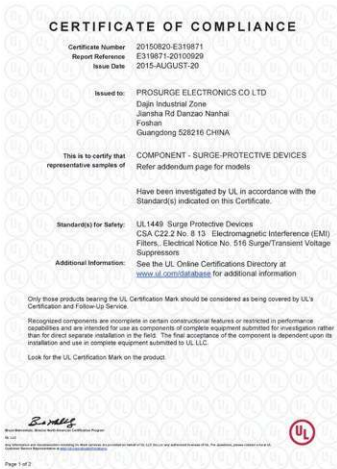 CERTIFICATE OF COMPLIANCE
Certificate Number 20150820-E319871
Report Reference E319871-20100929
Issue Date 2015-AUGUST-20
Issued to: PROSURGE ELECTRONICS CO LTD
Dajin Industrial Zone
Jiansha Rd Danzao Nanhai
Foshan
Guangdong 528216 CHINA
This is to certify that COMPONENT - SURGE-PROTECTIVE DEVICES
representative samples of Refer addendum page for models
Have been investigated by UL in accordance with the
Standard(s) indicated on this Certificate.
Standard(s) for Safety: UL1449 Surge Protective Devices
CSA C22.2 No. 8 13 Electromagnetic Interference (EMI)
Filters, Electrical Notice No. 516 Surge/Transient Voltage
Suppressors
Additional Information: See the UL Online Certifications Directory at
www.ul.com/database for additional information
Only those products bearing the UL Certification Mark should be considered as being covered by UL's
Certification and Follow-Up Service.
Recognized components are incomplete in certain constructional features or restricted in performance
capabilities and are intended for use as components of complete equipment submitted for investigation rather
than for direct separate installation in the field. The final acceptance of the component is dependent upon its
installation and use in complete equipment submitted to UL LLC.
Look for the UL Certification Mark on the product.
UL LLC
UL
Page 1 of 2